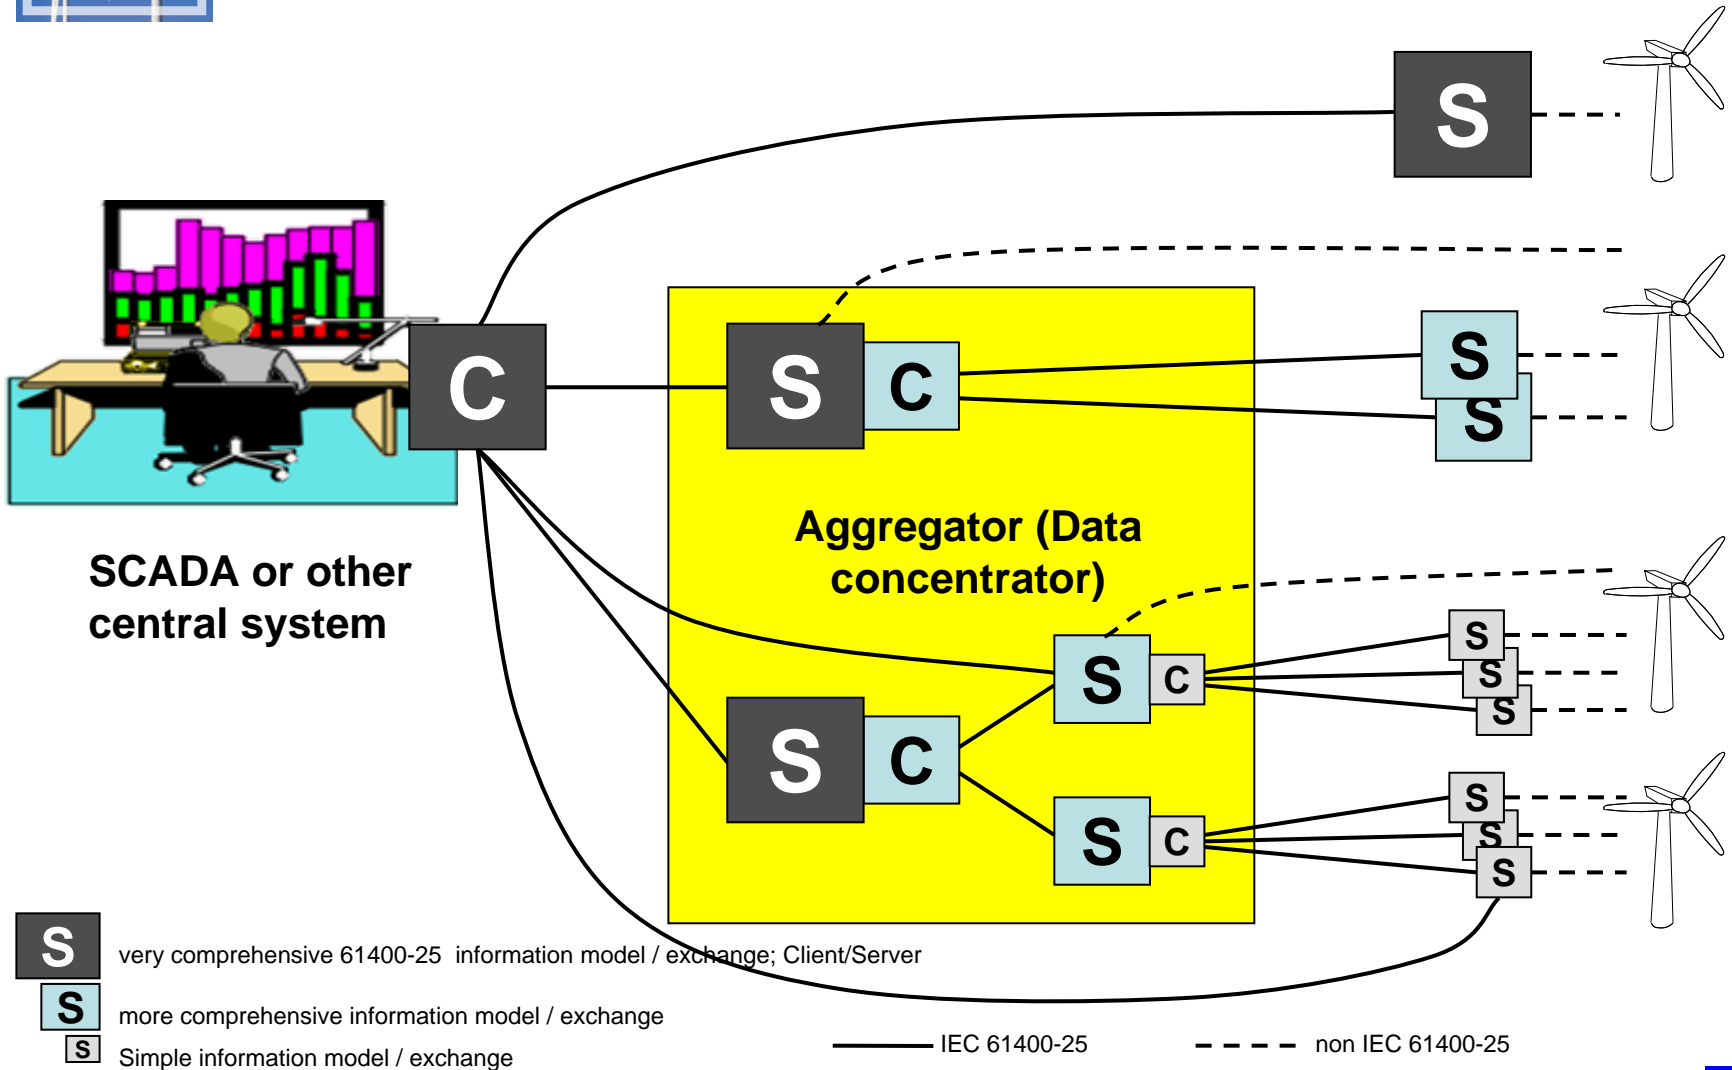 S
S
C
S
C
S
S
Aggregator (Data
concentrator)
SCADA or other
central system
S
C
S
S
S
S
C
S
C
S
S
S
S
very comprehensive 61400-25  information model / exchange; Client/Server
S
more comprehensive information model / exchange
S
Simple information model / exchange
IEC 61400-25
non IEC 61400-25